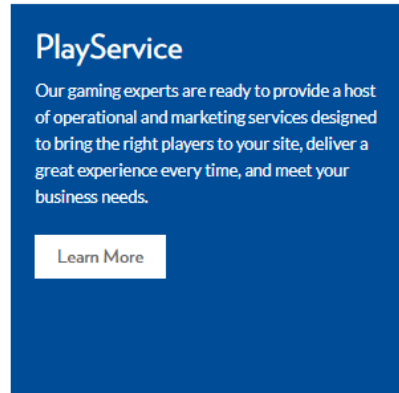 PlayService
Our gaming experts are ready to provide a host
of operational and marketing services designed
to bring the right players to your site, deliver a
great experience every time, and meet your
business needs.
Learn More